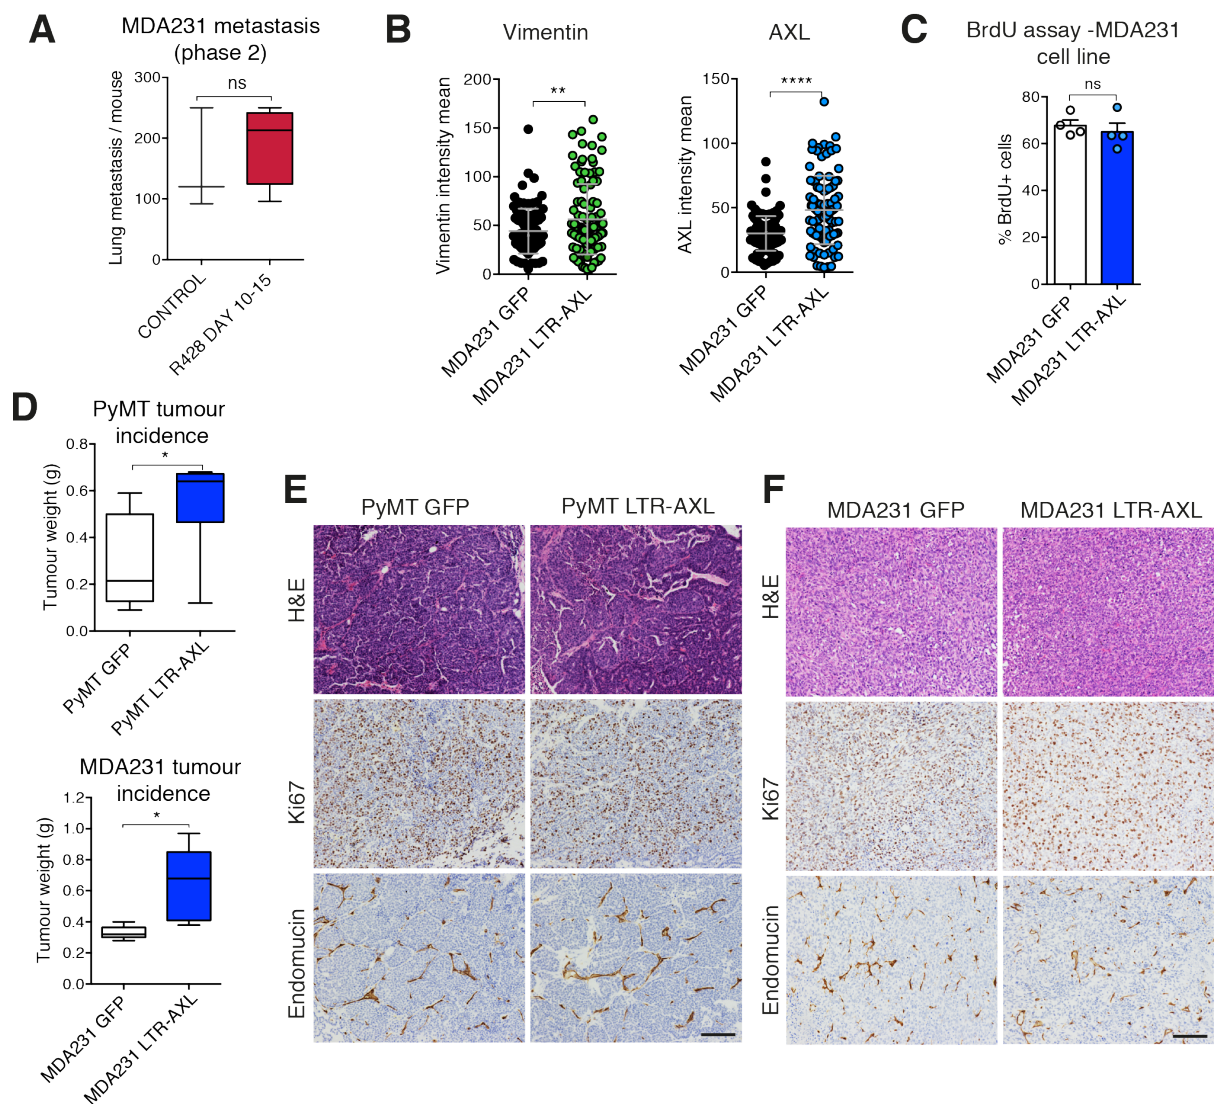 A
MDA231 metastasis
(phase 2)
Lung metastasis / mouse
300
200
100
0
ns
CONTROL
R428 DAY 10-15
B
Vimentin
Vimentin intensity mean
200
150
100
50
0
**
MDA231 GFP
MDA231 LTR-AXL
AXL
AXL intensity mean
150
100
50
0
****
MDA231 GFP
MDA231 LTR-AXL
C
BrdU assay -MDA231
cell line
% BrdU+ cells
80
60
40
20
0
ns
MDA231 GFP
MDA231 LTR-AXL
D
PyMT tumour
incidence
Tumour weight (g)
0.8
0.6
0.4
0.2
0.0
*
PyMT GFP
PyMT LTR-AXL
MDA231 tumour
incidence
Tumour weight (g)
1.2
1.0
0.8
0.6
0.4
0.2
0.0
*
MDA231 GFP
MDA231 LTR-AXL
E
PyMT GFP
PyMT LTR-AXL
H&E
Ki67
Endomucin
F
MDA231 GFP
MDA231 LTR-AXL
H&E
Ki67
Endomucin